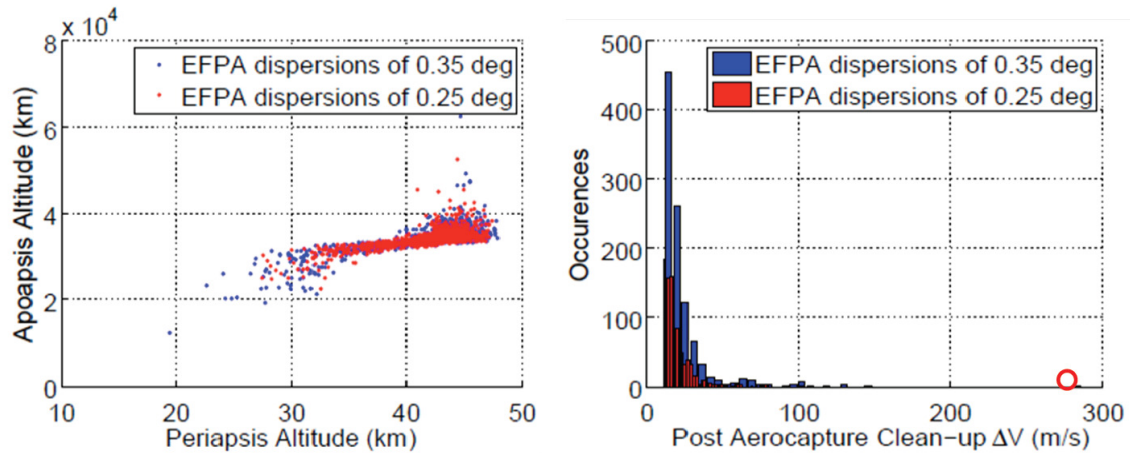 x 10⁴
8
6
4
2
0
Apoapsis Altitude (km)
EFPA dispersions of 0.35 deg
EFPA dispersions of 0.25 deg
10
20
30
40
50
Periapsis Altitude (km)
500
400
300
200
100
0
Occurences
EFPA dispersions of 0.35 deg
EFPA dispersions of 0.25 deg
0
100
200
300
Post Aerocapture Clean-up ΔV (m/s)